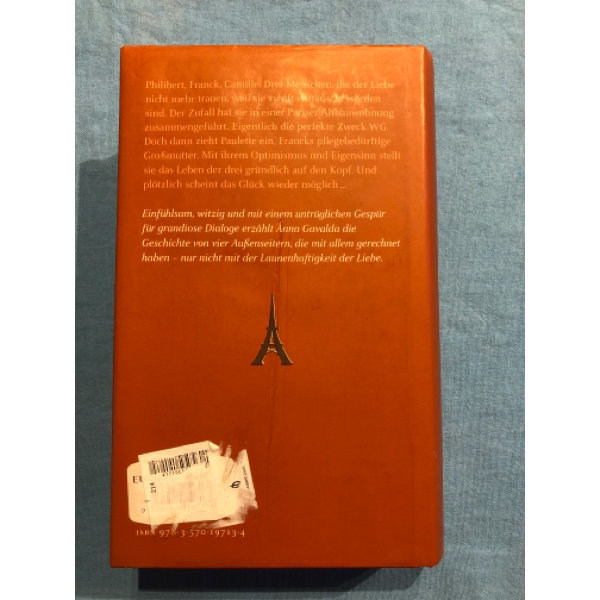 Philibert, Franck, Camille: Drei Menschen, die der Liebe
nicht mehr trauen, weil sie zu oft enttäuscht worden
sind. Der Zufall hat sie in einer Pariser Altbauwohnung
zusammengeführt. Eigentlich die perfekte Zweck-WG.
Doch dann zieht Paulette ein, Francks pflegebedürftige
Großmutter. Mit ihrem Optimismus und Eigensinn stellt
sie das Leben der drei gründlich auf den Kopf. Und
plötzlich scheint das Glück wieder möglich ...
Einfühlsam, witzig und mit einem untrüglichen Gespür
für grandiose Dialoge erzählt Anna Gavalda die
Geschichte von vier Außenseitern, die mit allem gerechnet
haben – nur nicht mit der Launenhaftigkeit der Liebe.
214
ISBN 978-3-570-19713-4